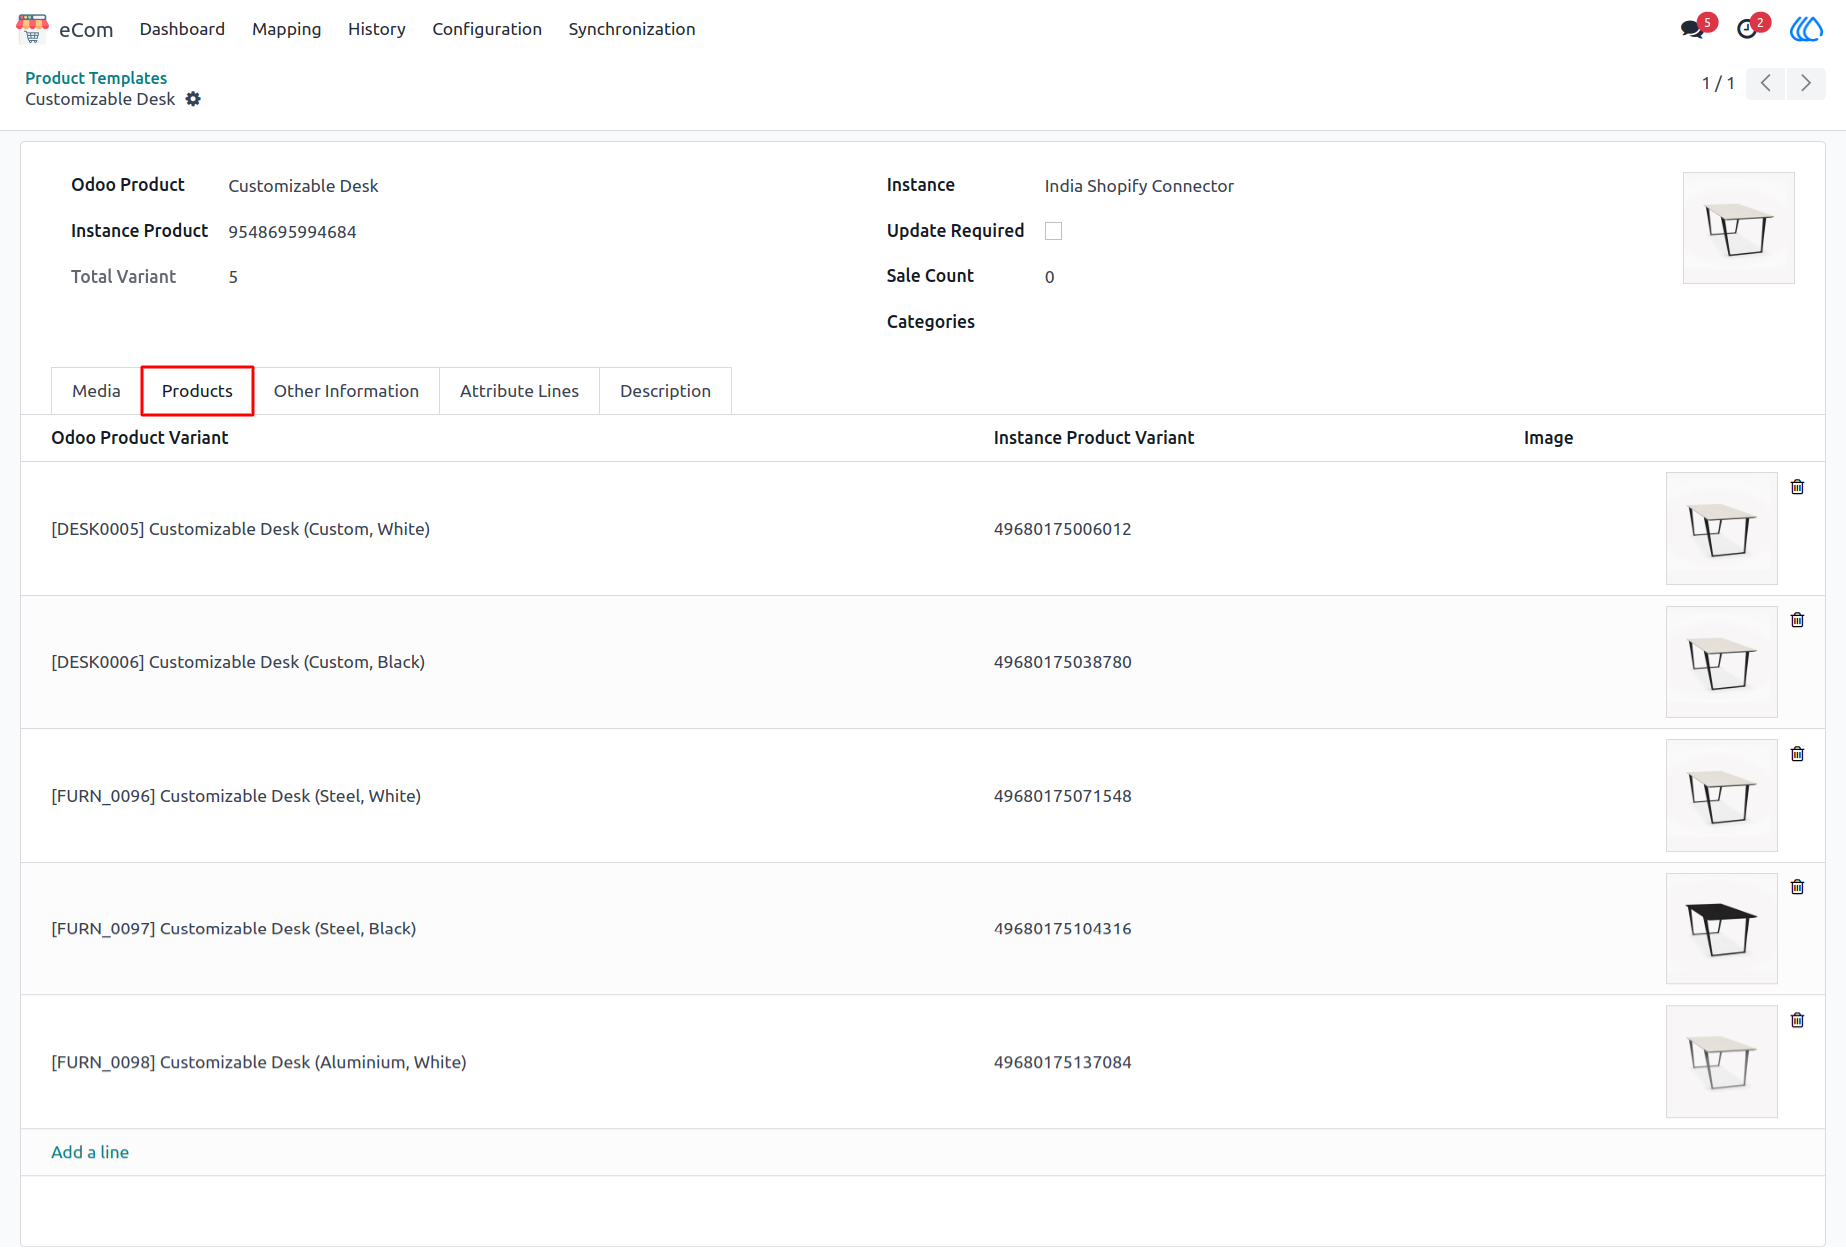 eCom Dashboard Mapping History Configuration Synchronization 5 2
Product Templates
Customizable Desk
1 / 1
Odoo Product Customizable Desk Instance India Shopify Connector
Instance Product 9548695994684 Update Required
Total Variant 5 Sale Count 0
Categories
Media Products Other Information Attribute Lines Description
Odoo Product Variant Instance Product Variant Image
[DESK0005] Customizable Desk (Custom, White) 49680175006012
[DESK0006] Customizable Desk (Custom, Black) 49680175038780
[FURN_0096] Customizable Desk (Steel, White) 49680175071548
[FURN_0097] Customizable Desk (Steel, Black) 49680175104316
[FURN_0098] Customizable Desk (Aluminium, White) 49680175137084
Add a line